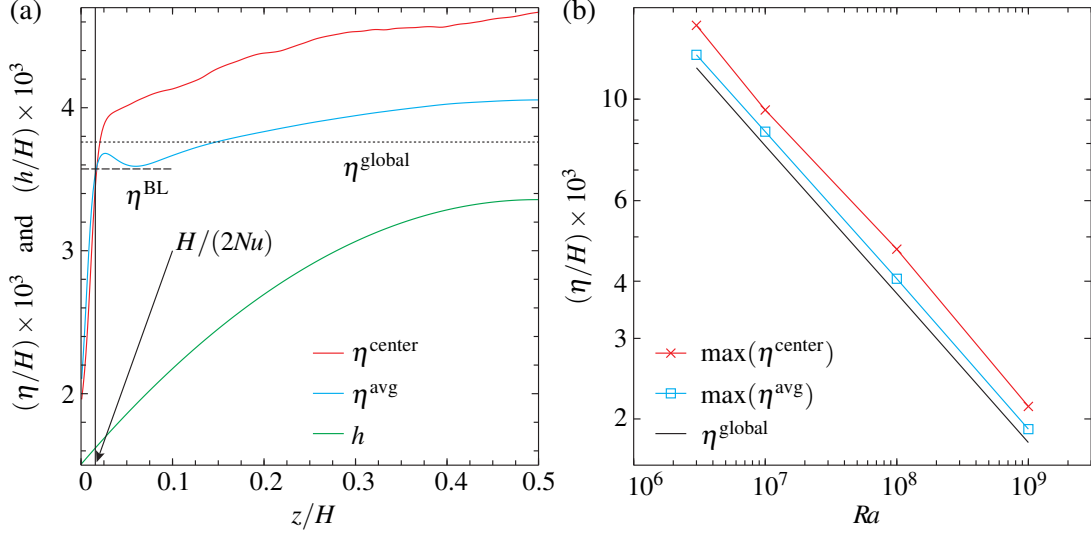 (a)
(η/H) × 10³ and (h/H) × 10³
4
3
2
η^global
η^BL
H/(2Nu)
η^center
η^avg
h
0 0.1 0.2 0.3 0.4 0.5
z/H
(b)
(η/H) × 10³
10
6
4
3
2
max(η^center)
max(η^avg)
η^global
10⁶ 10⁷ 10⁸ 10⁹
Ra